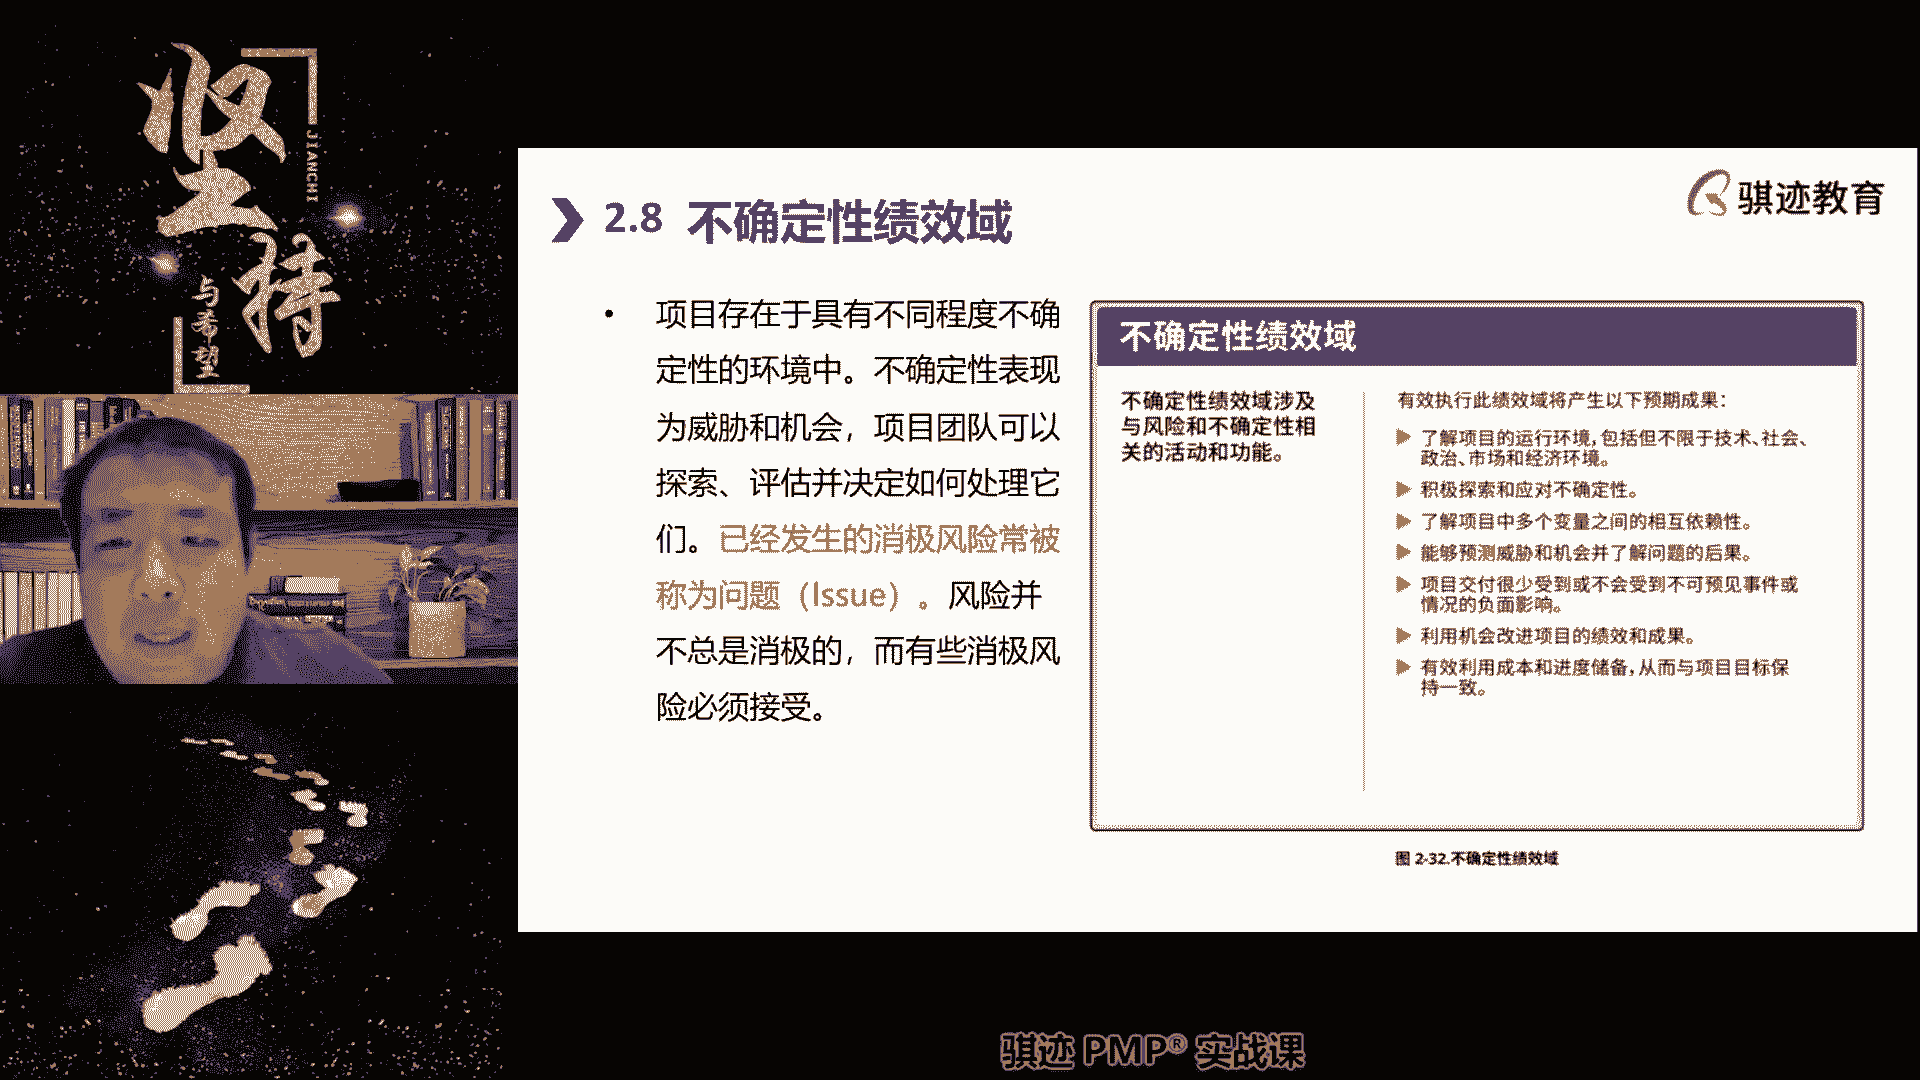 坚持
JIANCHI
与希望
骐迹教育
2.8 不确定性绩效域
• 项目存在于具有不同程度不确
定性的环境中。不确定性表现
为威胁和机会，项目团队可以
探索、评估并决定如何处理它
们。已经发生的消极风险常被
称为问题（Issue）。风险并
不总是消极的，而有些消极风
险必须接受。
不确定性绩效域
不确定性绩效域涉及
与风险和不确定性相
关的活动和功能。
有效执行此绩效域将产生以下预期成果：
了解项目的运行环境，包括但不限于技术、社会、
政治、市场和经济环境。
积极探索和应对不确定性。
了解项目中多个变量之间的相互依赖性。
能够预测威胁和机会并了解问题的后果。
项目交付很少受到或不会受到不可预见事件或
情况的负面影响。
利用机会改进项目的绩效和成果。
有效利用成本和进度储备，从而与项目目标保
持一致。
图 2-32.不确定性绩效域
骐迹 PMP® 实战课